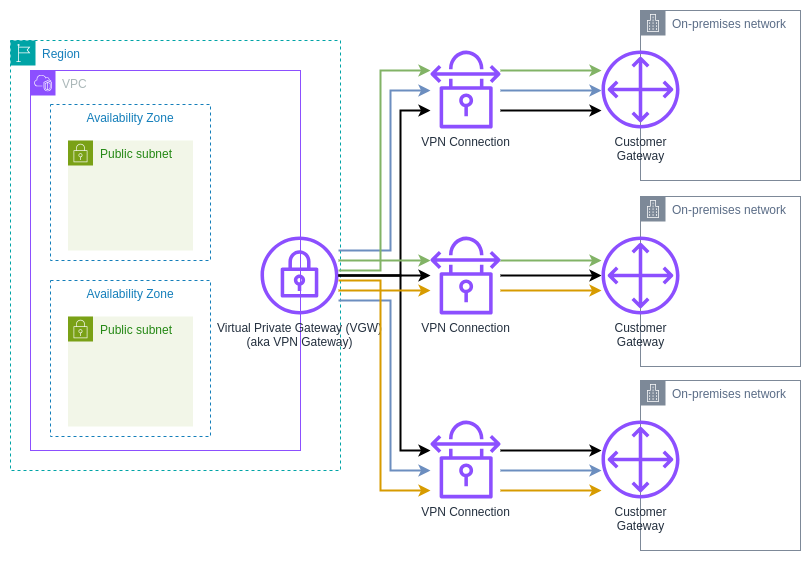 On-premises network
Region
VPC
Availability Zone
Public subnet
VPN Connection
Customer
Gateway
On-premises network
Availability Zone
Public subnet
Virtual Private Gateway (VGW)
(aka VPN Gateway)
VPN Connection
Customer
Gateway
On-premises network
VPN Connection
Customer
Gateway